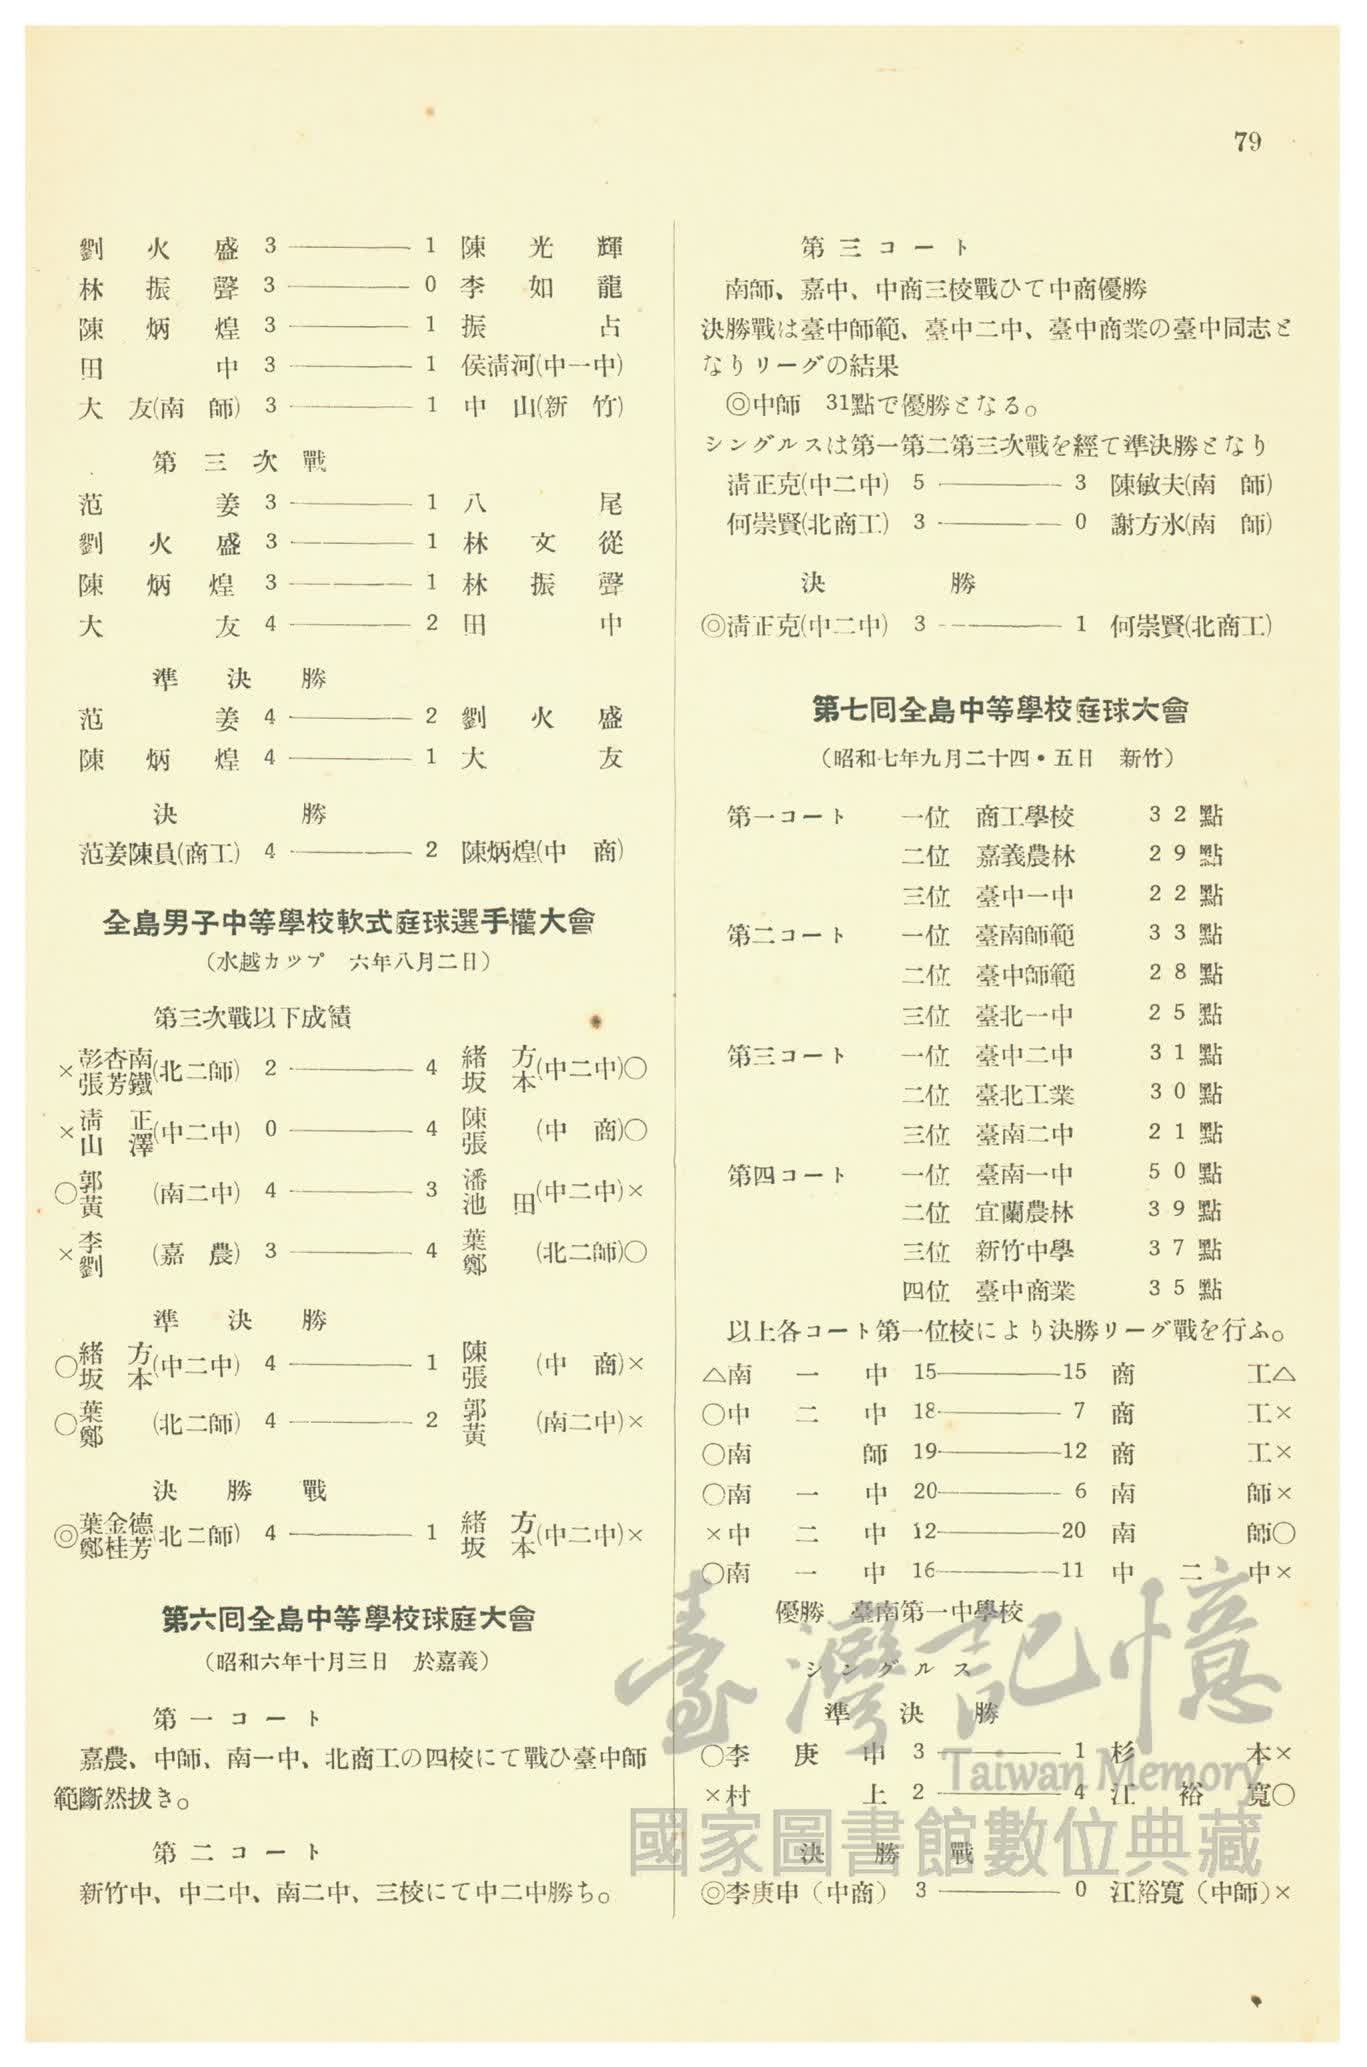 79
劉火盛 3 ——— 1 陳光輝
林振聲 3 ——— 0 李如龍
陳炳煌 3 ——— 1 振占
田中 3 ——— 1 侯淸河(中一中)
大友(南師) 3 ——— 1 中山(新竹)
第三次戰
范姜 3 ——— 1 八尾
劉火盛 3 ——— 1 林文從
陳炳煌 3 ——— 1 林振聲
大友 4 ——— 2 田中
準決勝
范姜 4 ——— 2 劉火盛
陳炳煌 4 ——— 1 大友
決勝
范姜陳員(商工) 4 ——— 2 陳炳煌(中商)
全島男子中等學校軟式庭球選手權大會
(水越カツプ 六年八月二日)
第三次戰以下成績
×彭杏南 張芳鐵(北二師) 2 ——— 4 緒方 坂本(中二中)○
×淸正 山澤(中二中) 0 ——— 4 陳 張(中商)○
○郭 黃(南二中) 4 ——— 3 潘 池田(中二中)×
×李 劉(嘉農) 3 ——— 4 葉 鄭(北二師)○
準決勝
○緒方 坂本(中二中) 4 ——— 1 陳 張(中商)×
○葉 鄭(北二師) 4 ——— 2 郭 黃(南二中)×
決勝戰
◎葉金德 鄭桂芳(北二師) 4 ——— 1 緒方 坂本(中二中)×
第六囘全島中等學校球庭大會
(昭和六年十月三日 於嘉義)
第一コート
嘉農、中師、南一中、北商工の四校にて戰ひ臺中師
範斷然拔き。
第二コート
新竹中、中二中、南二中、三校にて中二中勝ち。
第三コート
南師、嘉中、中商三校戰ひて中商優勝
決勝戰は臺中師範、臺中二中、臺中商業の臺中同志と
なりリーグの結果
◎中師 31點で優勝となる。
シングルスは第一第二第三次戰を經て準決勝となり
淸正克(中二中) 5 ——— 3 陳敏夫(南師)
何崇賢(北商工) 3 ——— 0 謝方氷(南師)
決勝
◎淸正克(中二中) 3 ——— 1 何崇賢(北商工)
第七囘全島中等學校庭球大會
(昭和七年九月二十四・五日 新竹)
第一コート 一位 商工學校 32點
二位 嘉義農林 29點
三位 臺中一中 22點
第二コート 一位 臺南師範 33點
二位 臺中師範 28點
三位 臺北一中 25點
第三コート 一位 臺中二中 31點
二位 臺北工業 30點
三位 臺南二中 21點
第四コート 一位 臺南一中 50點
二位 宜蘭農林 39點
三位 新竹中學 37點
四位 臺中商業 35點
以上各コート第一位校により決勝リーグ戰を行ふ。
△南一中 15———15 商工△
○中二中 18———7 商工×
○南師 19———12 商工×
○南一中 20———6 南師×
×中二中 12———20 南師○
○南一中 16———11 中二中×
優勝 臺南第一中學校
シングルス
準決勝
○李庚申 3 ——— 1 杉本×
×村上 2 ——— 4 江裕寬○
決勝戰
◎李庚申(中商) 3 ——— 0 江裕寬(中師)×
臺灣記憶
Taiwan Memory
國家圖書館數位典藏